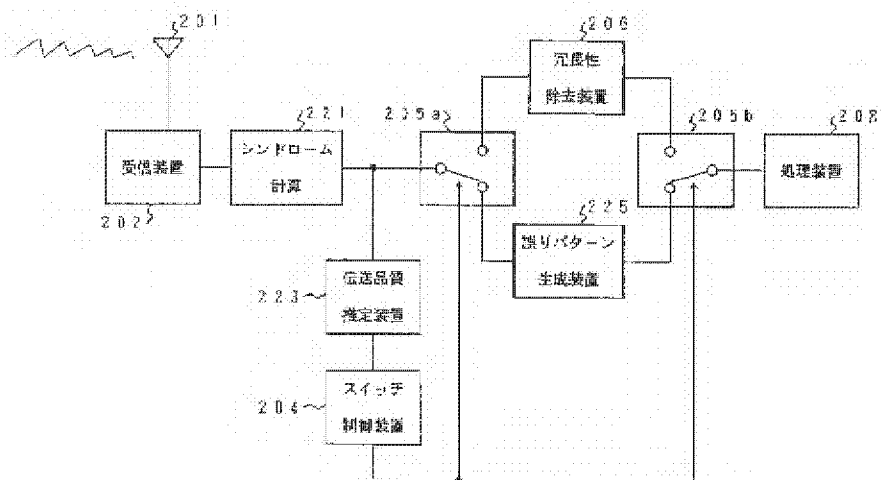 201
206
冗長性
除去装置
221
205a
205b
208
シンドローム
計算
受信装置
処理装置
202
225
誤りパターン
生成装置
223
伝送品質
推定装置
204
スイッチ
制御装置